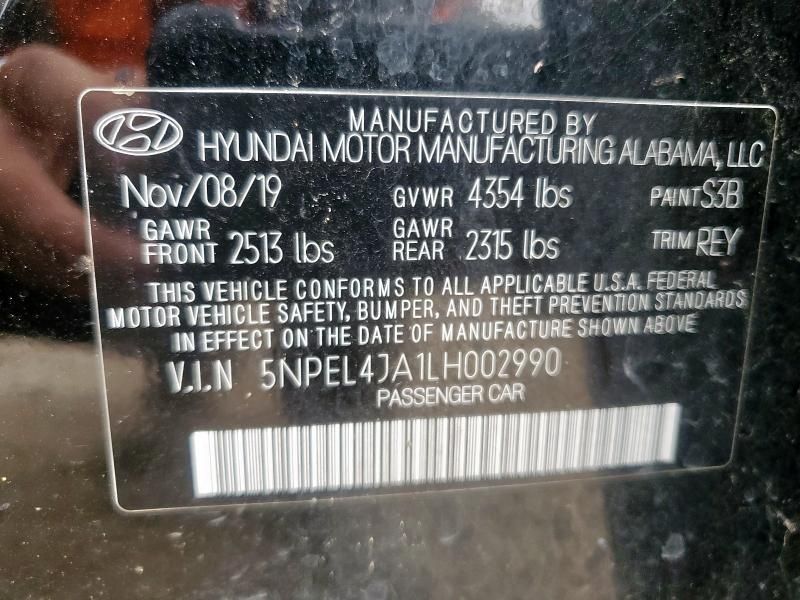 MANUFACTURED BY
HYUNDAI MOTOR MANUFACTURING ALABAMA, LLC
Nov/08/19 GVWR 4354 lbs PAINT S3B
GAWR FRONT 2513 lbs GAWR REAR 2315 lbs TRIM REY
THIS VEHICLE CONFORMS TO ALL APPLICABLE U.S.A. FEDERAL
MOTOR VEHICLE SAFETY, BUMPER, AND THEFT PREVENTION STANDARDS
IN EFFECT ON THE DATE OF MANUFACTURE SHOWN ABOVE
V.I.N 5NPEL4JA1LH002990
PASSENGER CAR